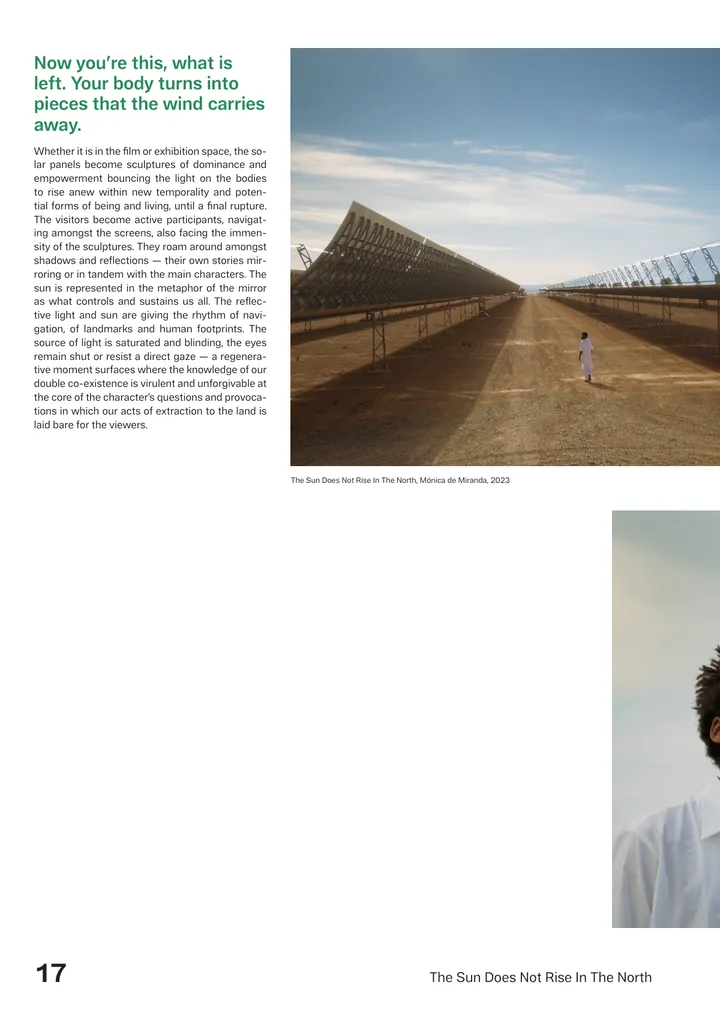 Now you’re this, what is
left. Your body turns into
pieces that the wind carries
away.
Whether it is in the film or exhibition space, the so-
lar panels become sculptures of dominance and
empowerment bouncing the light on the bodies
to rise anew within new temporality and poten-
tial forms of being and living, until a final rupture.
The visitors become active participants, navigat-
ing amongst the screens, also facing the immen-
sity of the sculptures. They roam around amongst
shadows and reflections — their own stories mir-
roring or in tandem with the main characters. The
sun is represented in the metaphor of the mirror
as what controls and sustains us all. The reflec-
tive light and sun are giving the rhythm of navi-
gation, of landmarks and human footprints. The
source of light is saturated and blinding, the eyes
remain shut or resist a direct gaze — a regenera-
tive moment surfaces where the knowledge of our
double co-existence is virulent and unforgivable at
the core of the character’s questions and provoca-
tions in which our acts of extraction to the land is
laid bare for the viewers.
The Sun Does Not Rise In The North, Mónica de Miranda, 2023
17
The Sun Does Not Rise In The North